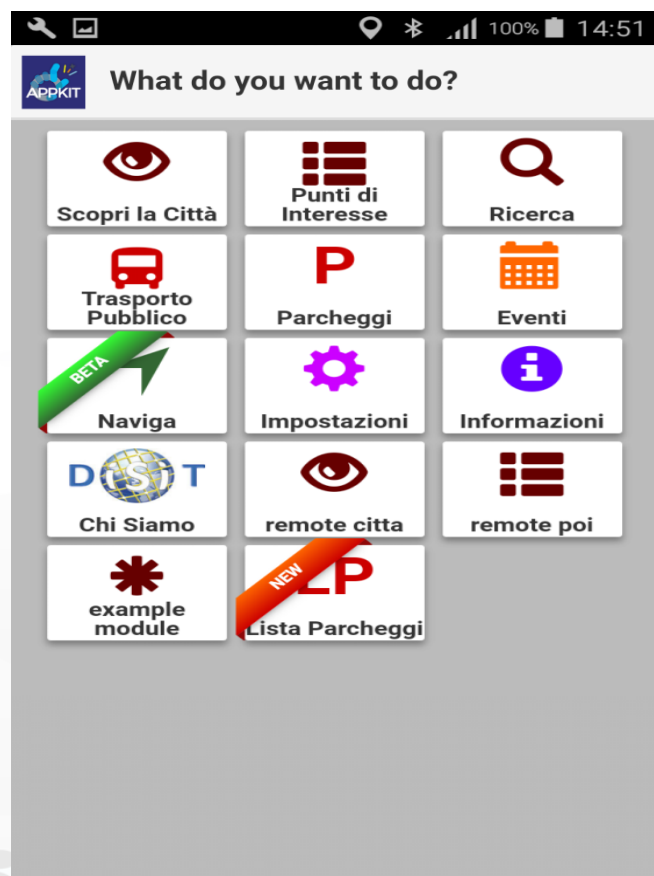 100% 14:51
APPKIT What do you want to do?
Scopri la Città
Punti di
Interesse
Ricerca
Trasporto
Pubblico
P
Parcheggi
Eventi
BETA
Naviga
Impostazioni
i
Informazioni
DISIT
Chi Siamo
remote citta
remote poi
example
module
NEW
LP
Lista Parcheggi